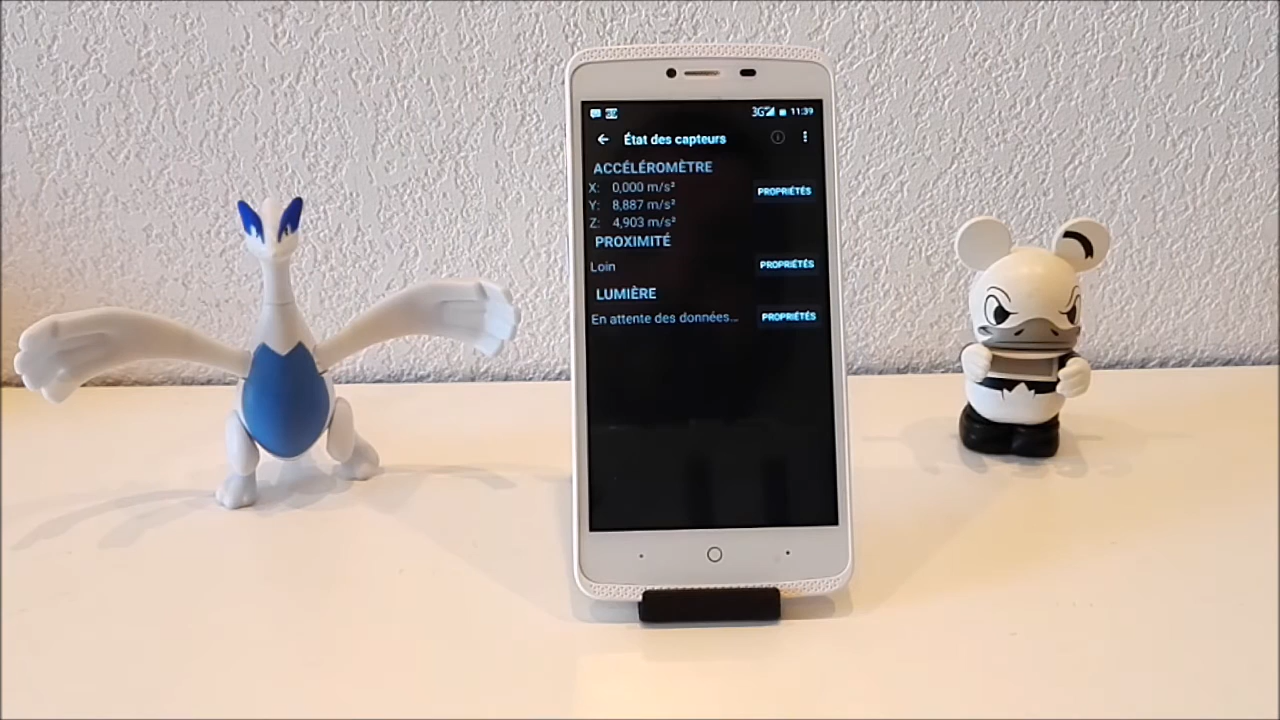 3G 11:39
État des capteurs
ACCÉLÉROMÈTRE
X: 0,000 m/s²
PROPRIÉTÉS
Y: 8,887 m/s²
Z: 4,903 m/s²
PROXIMITÉ
Loin
PROPRIÉTÉS
LUMIÈRE
En attente des données...
PROPRIÉTÉS